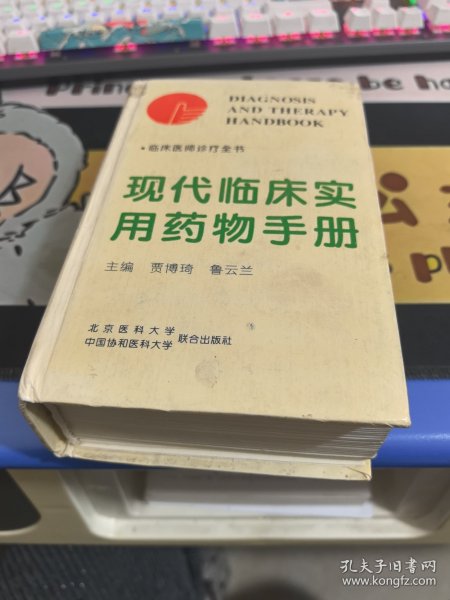 DIAGNOSIS
AND THERAPY
HANDBOOK
临床医师诊疗全书
现代临床实
用药物手册
主编 贾博琦 鲁云兰
北京医科大学
中国协和医科大学 联合出版社
孔夫子旧书网
www.kongfz.com